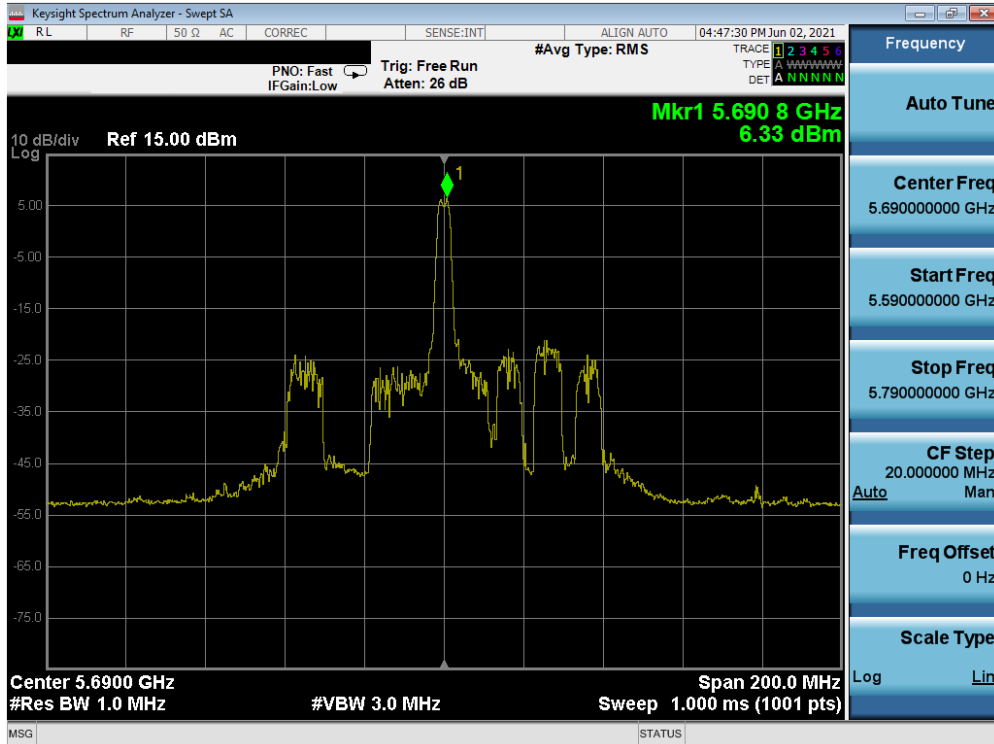 Keysight Spectrum Analyzer - Swept SA
LXI RL RF 50 Ω AC CORREC SENSE:INT ALIGN AUTO 04:47:30 PM Jun 02, 2021
#Avg Type: RMS TRACE 1 2 3 4 5 6
PNO: Fast Trig: Free Run TYPE A WWWWW
IFGain:Low Atten: 26 dB DET A N N N N N
Mkr1 5.690 8 GHz
6.33 dBm
10 dB/div Ref 15.00 dBm
Log
1
5.00
-5.00
-15.0
-25.0
-35.0
-45.0
-55.0
-65.0
-75.0
Center 5.6900 GHz Span 200.0 MHz
#Res BW 1.0 MHz #VBW 3.0 MHz Sweep 1.000 ms (1001 pts)
MSG STATUS
Frequency
Auto Tune
Center Freq
5.690000000 GHz
Start Freq
5.590000000 GHz
Stop Freq
5.790000000 GHz
CF Step
20.000000 MHz
Auto Man
Freq Offset
0 Hz
Scale Type
Log Lin